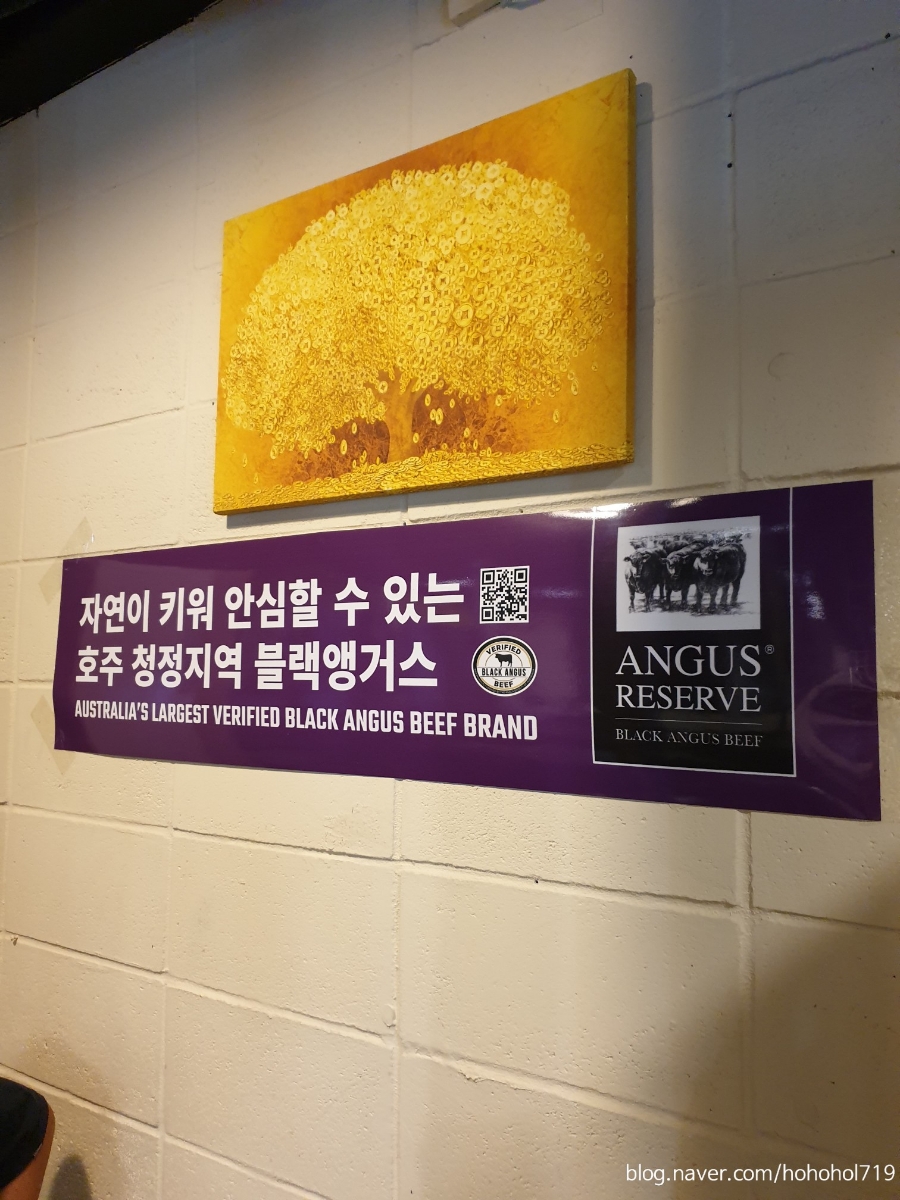 자연이 키워 안심할 수 있는
호주 청정지역 블랙앵거스
AUSTRALIA'S LARGEST VERIFIED BLACK ANGUS BEEF BRAND
VERIFIED
BLACK ANGUS
BEEF
ANGUS®
RESERVE
BLACK ANGUS BEEF
blog.naver.com/hohohol719